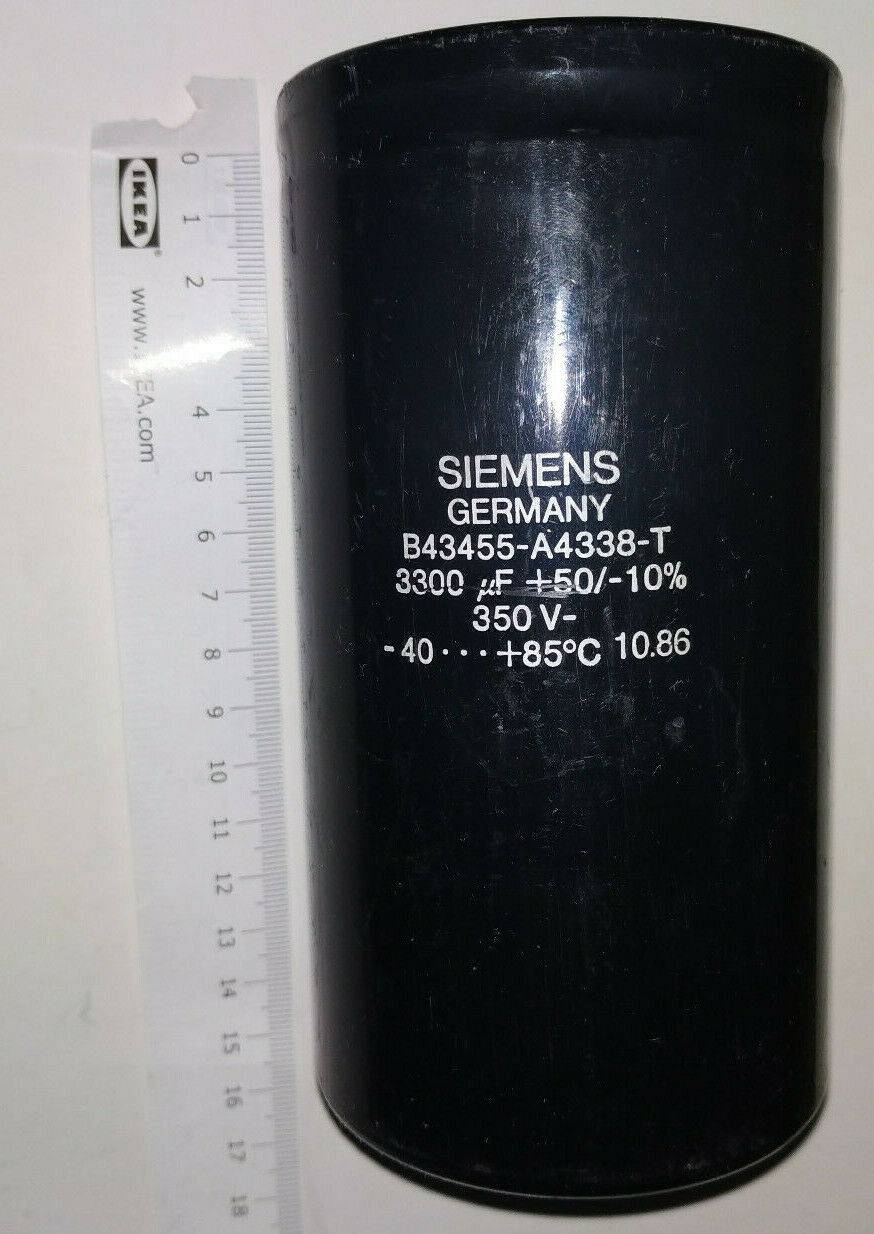 IKEA
www.
EA.com
0
1
2
4
5
6
7
8
9
10
11
12
13
14
15
16
17
18
SIEMENS
GERMANY
B43455-A4338-T
3300 µF +50/-10%
350 V-
-40 ··· +85°C 10.86